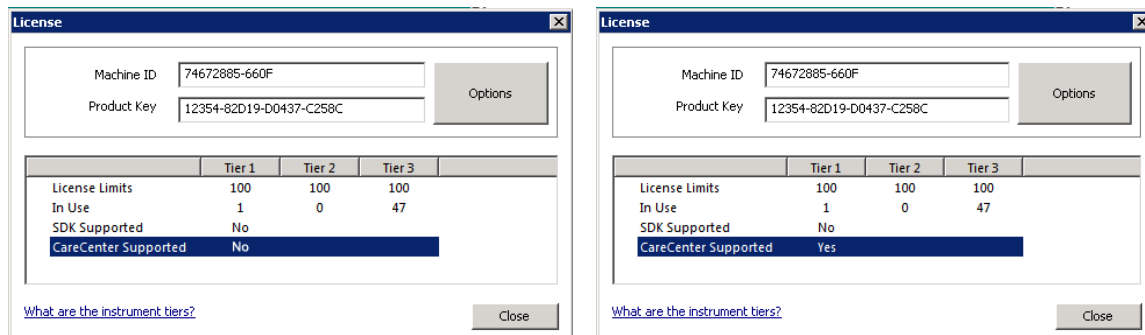 License
Machine ID 74672885-660F
Product Key 12354-82D19-D0437-C258C
Options
Tier 1 Tier 2 Tier 3
License Limits 100 100 100
In Use 1 0 47
SDK Supported No
CareCenter Supported No
What are the instrument tiers?
Close
License
Machine ID 74672885-660F
Product Key 12354-82D19-D0437-C258C
Options
Tier 1 Tier 2 Tier 3
License Limits 100 100 100
In Use 1 0 47
SDK Supported No
CareCenter Supported Yes
What are the instrument tiers?
Close